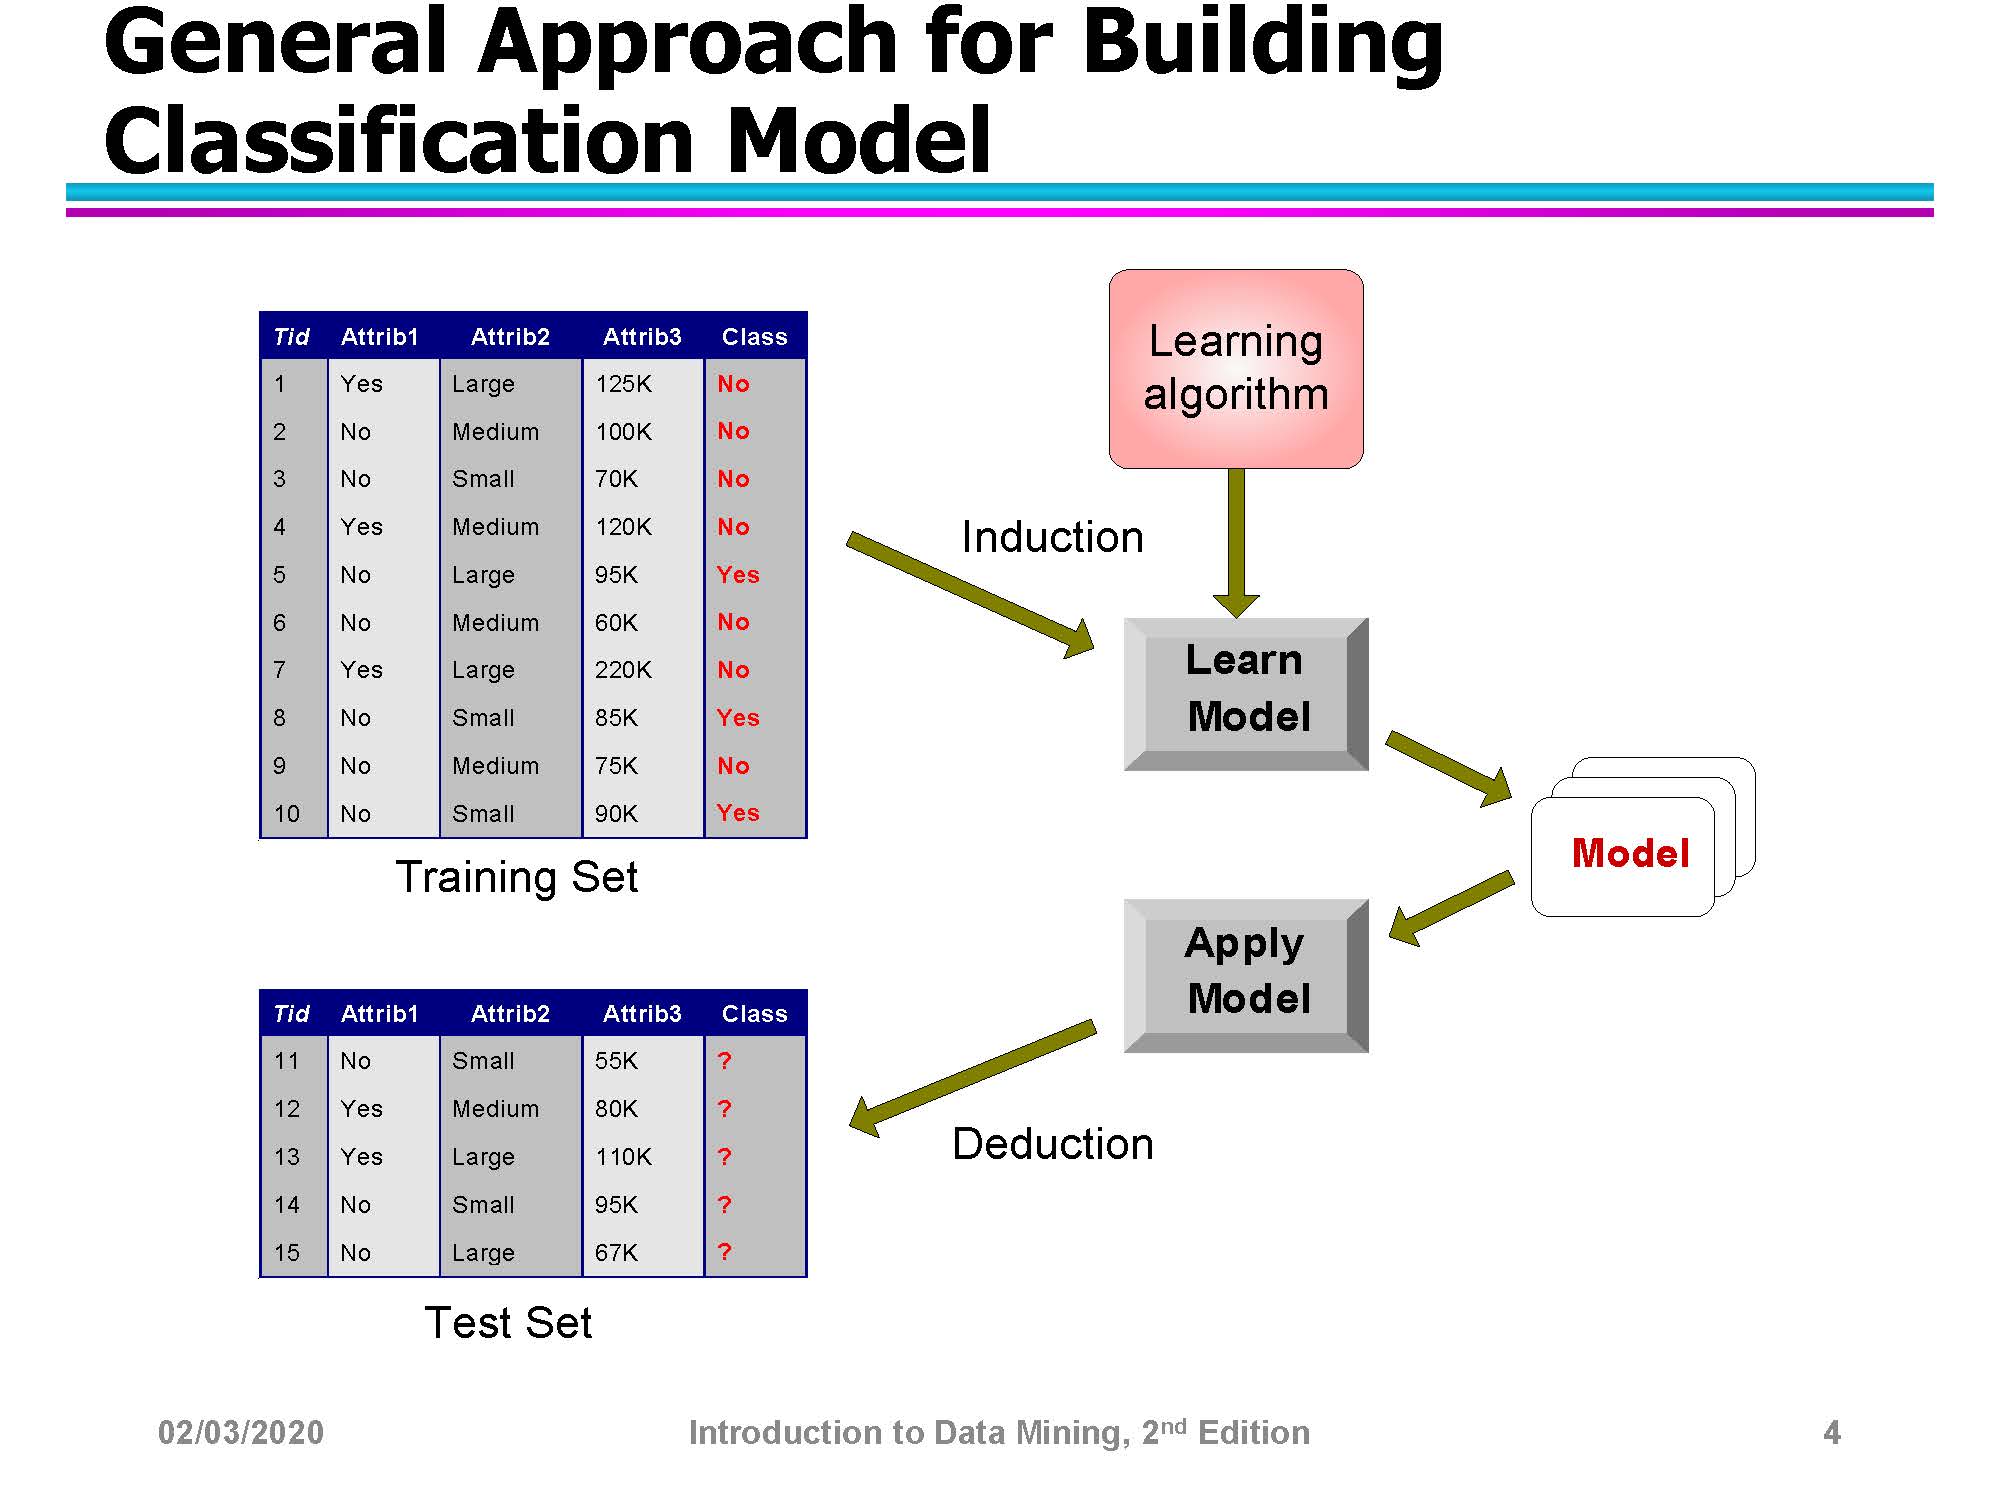 General Approach for Building
Classification Model
Tid Attrib1 Attrib2 Attrib3 Class
1 Yes Large 125K No
2 No Medium 100K No
3 No Small 70K No
4 Yes Medium 120K No
5 No Large 95K Yes
6 No Medium 60K No
7 Yes Large 220K No
8 No Small 85K Yes
9 No Medium 75K No
10 No Small 90K Yes
Training Set
Learning
algorithm
Induction
Learn
Model
Model
Apply
Model
Deduction
Tid Attrib1 Attrib2 Attrib3 Class
11 No Small 55K ?
12 Yes Medium 80K ?
13 Yes Large 110K ?
14 No Small 95K ?
15 No Large 67K ?
Test Set
02/03/2020 Introduction to Data Mining, 2nd Edition 4